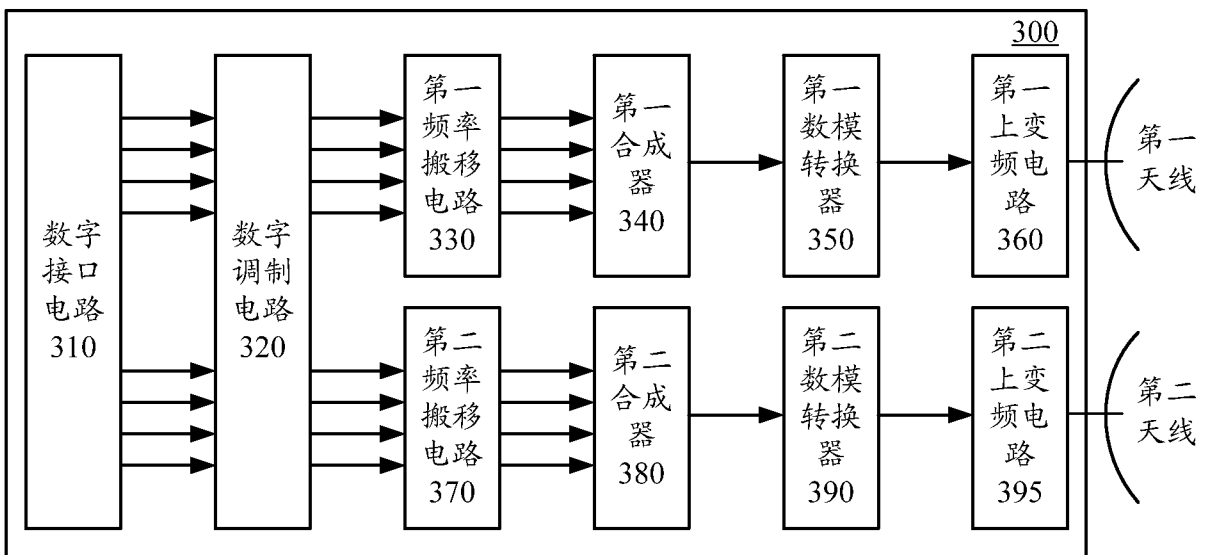 300
数字
接口
电路
310
数字
调制
电路
320
第一
频率
搬移
电路
330
第一
合成
器
340
第一
数模
转换
器
350
第一
上变
频电
路
360
第一
天线
第二
频率
搬移
电路
370
第二
合成
器
380
第二
数模
转换
器
390
第二
上变
频电
路
395
第二
天线